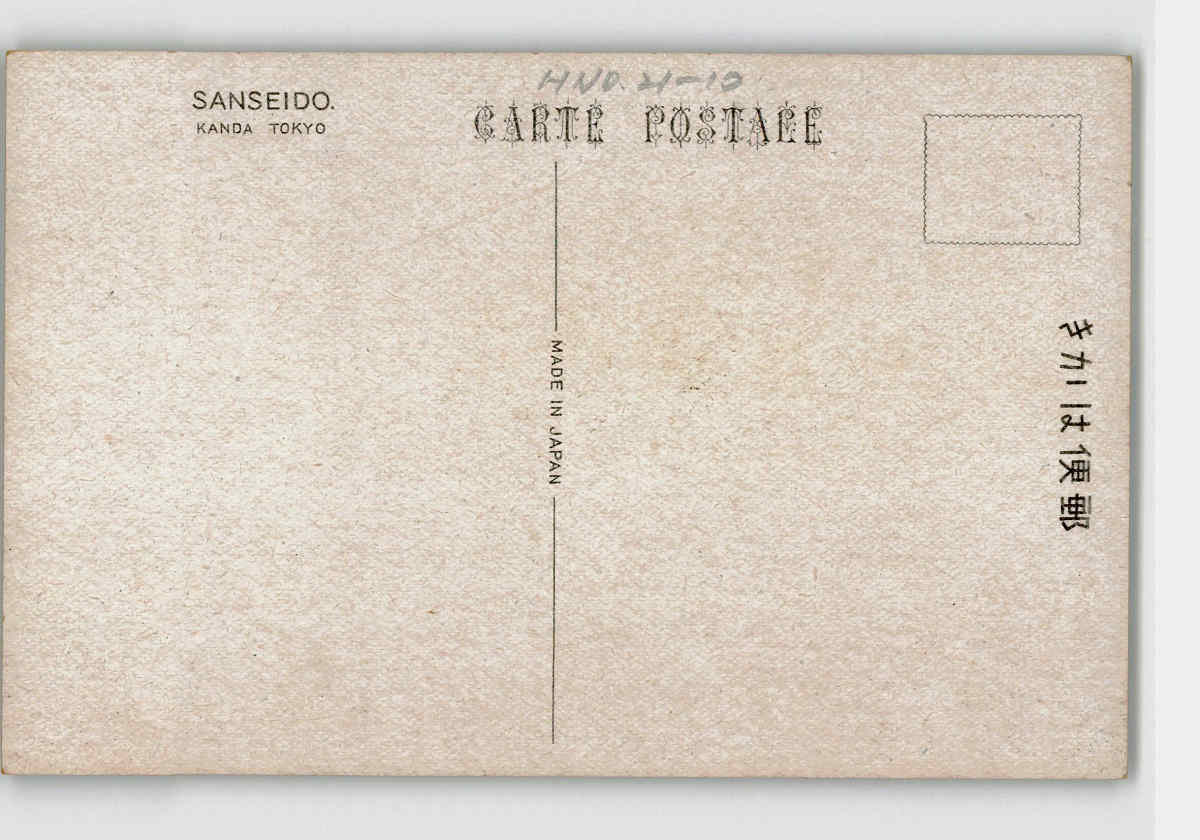 SANSEIDO.
KANDA TOKYO
CARTE POSTALE
MADE IN JAPAN
郵便はかき